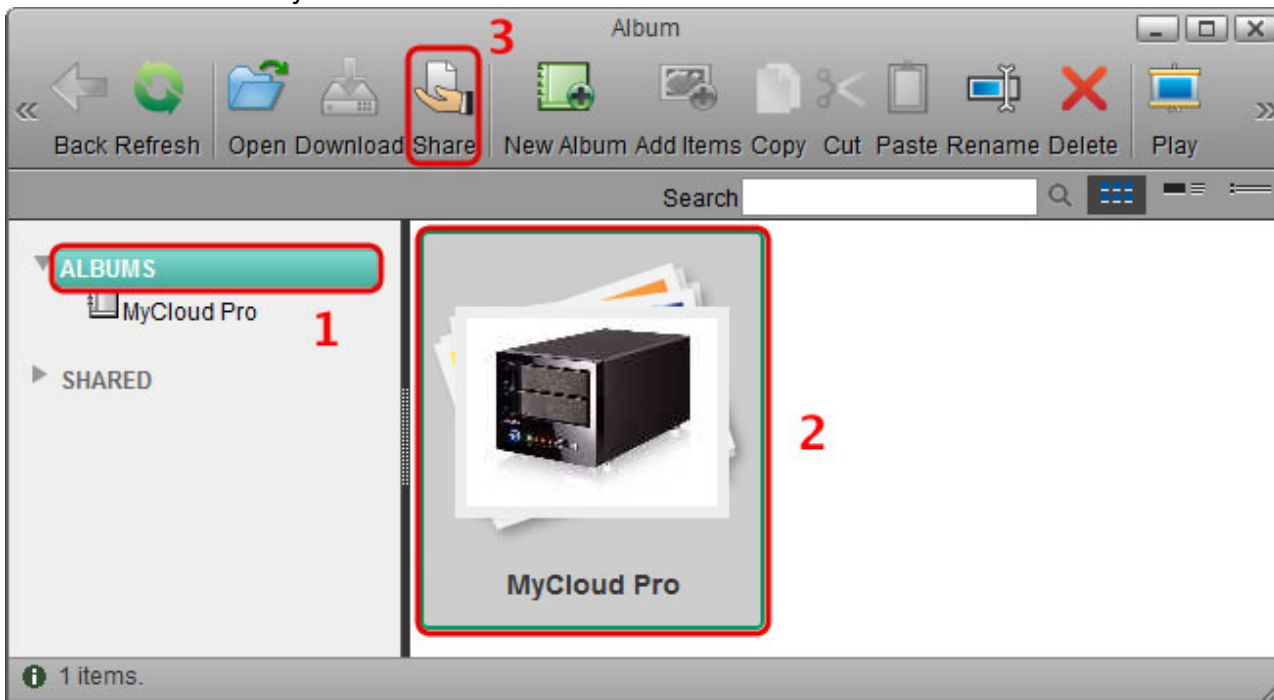 Album
3
Back Refresh Open Download Share New Album Add Items Copy Cut Paste Rename Delete Play
Search
ALBUMS
MyCloud Pro
1
SHARED
2
MyCloud Pro
1 items.